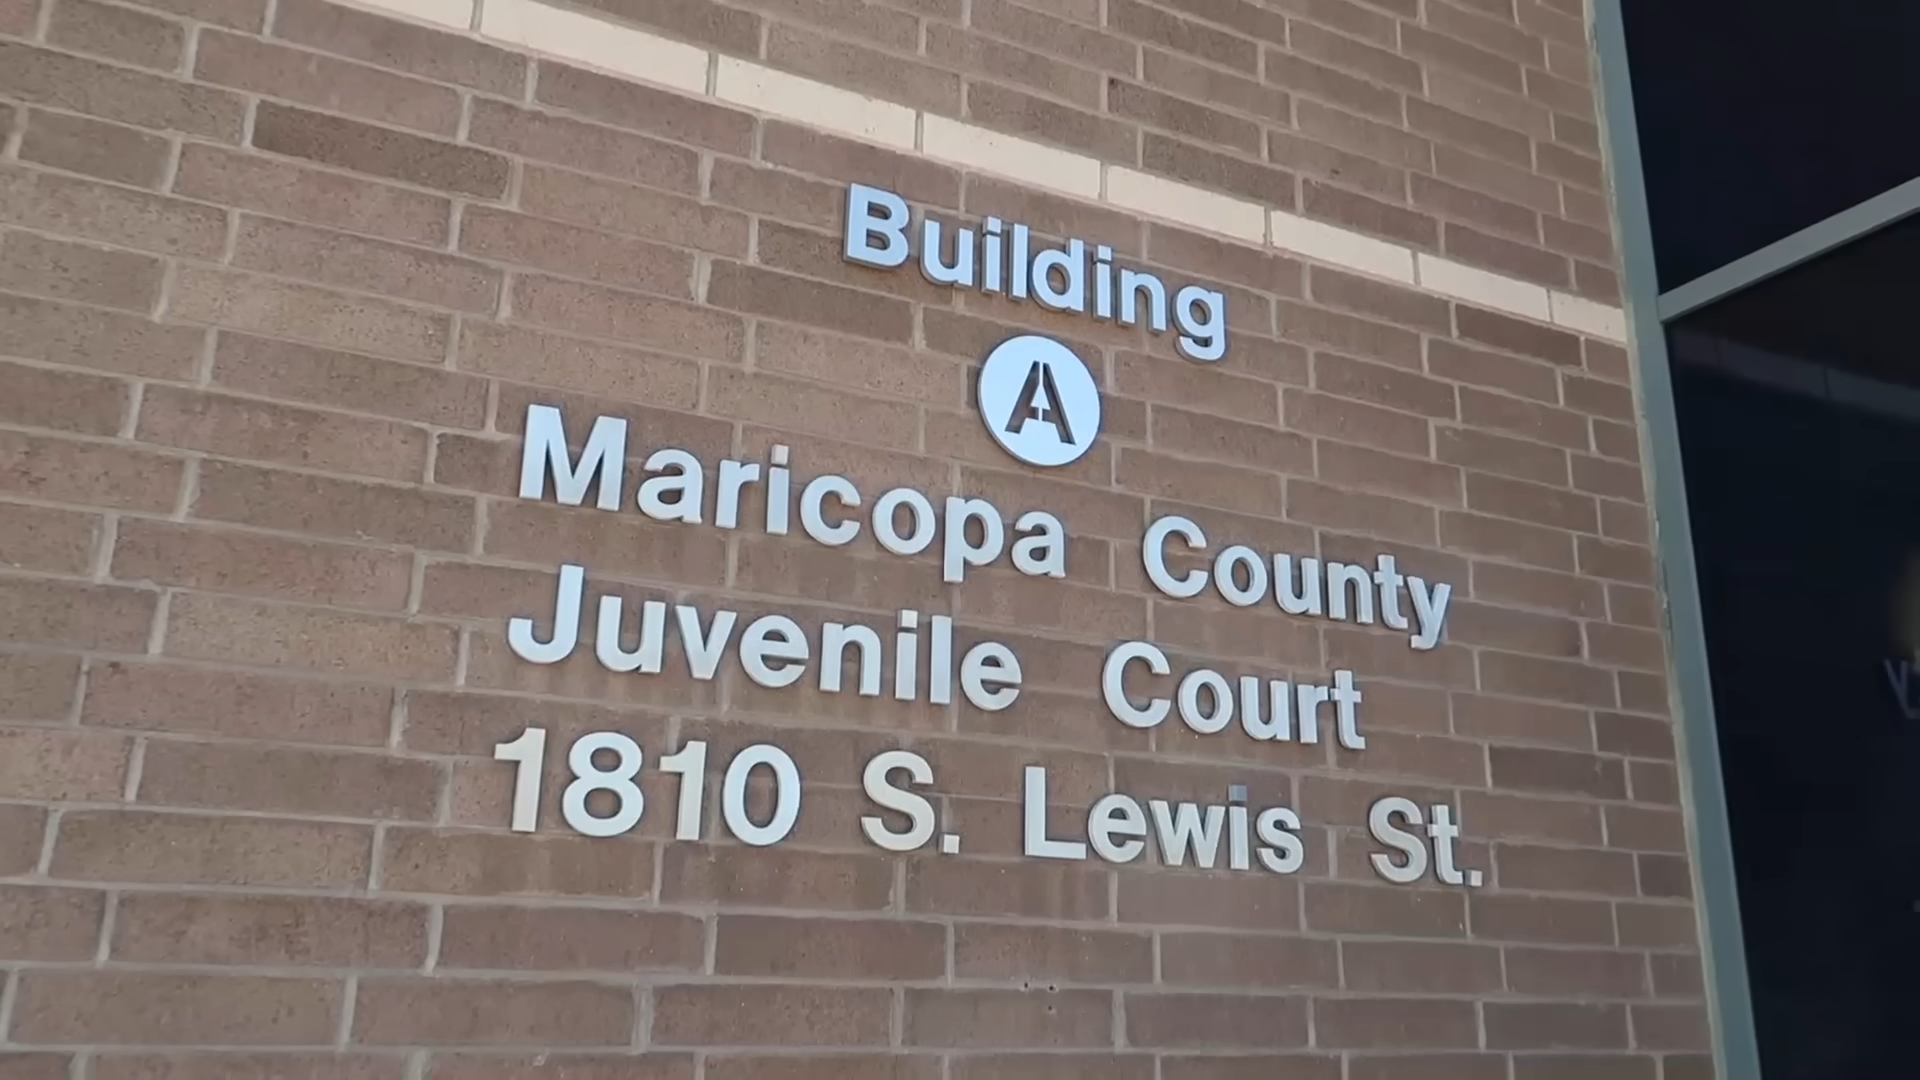 Building
A
Maricopa County
Juvenile Court
1810 S. Lewis St.